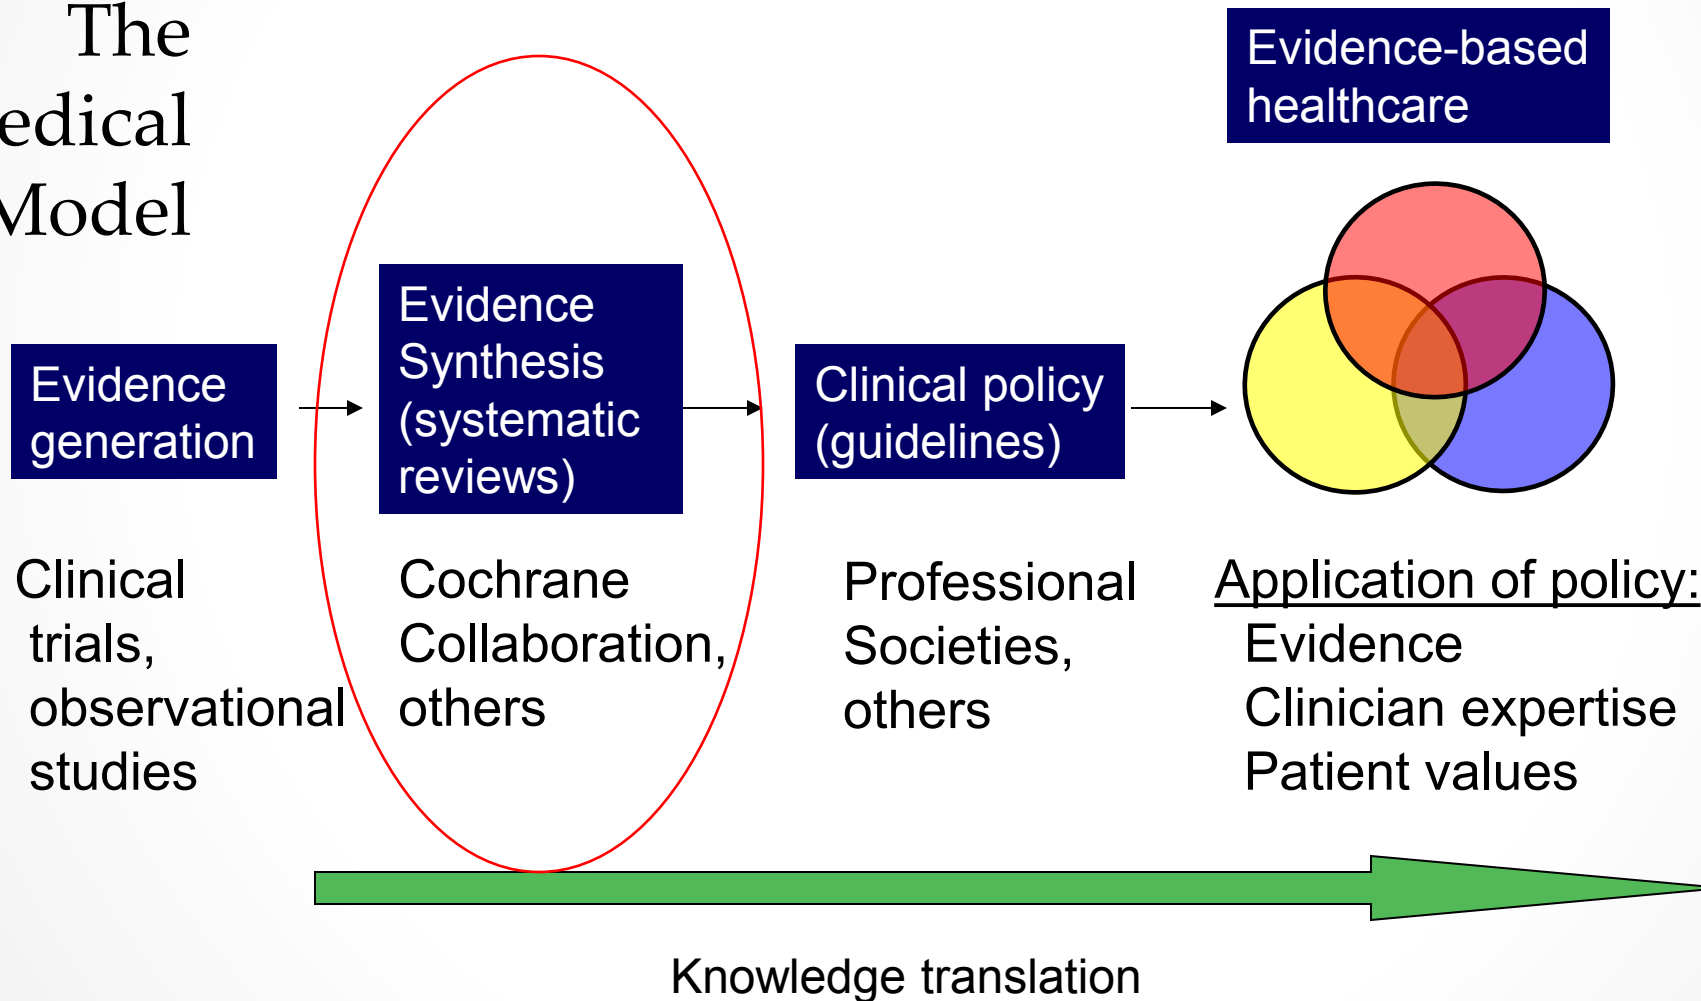 The
edical
Model
Evidence-based
healthcare
Evidence
generation
Evidence
Synthesis
(systematic
reviews)
Clinical policy
(guidelines)
Clinical
trials,
observational
studies
Cochrane
Collaboration,
others
Professional
Societies,
others
Application of policy:
Evidence
Clinician expertise
Patient values
Knowledge translation